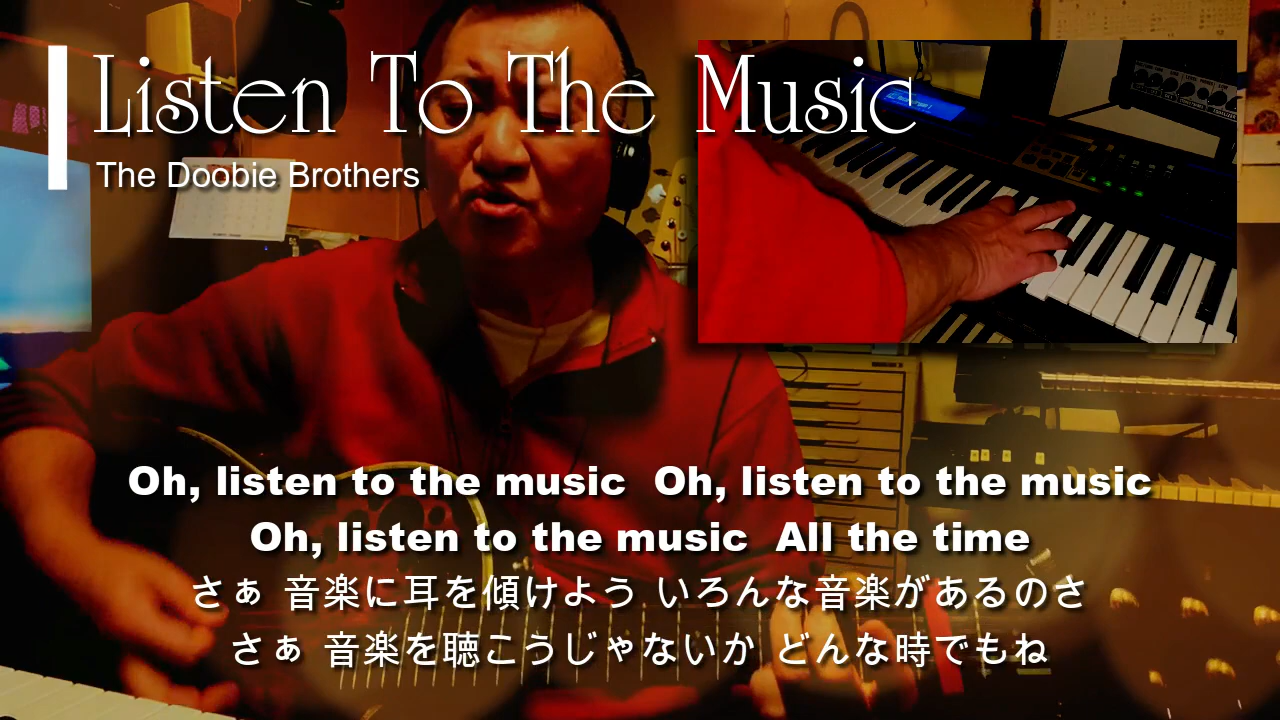 Listen To The Music
The Doobie Brothers
Oh, listen to the music  Oh, listen to the music
Oh, listen to the music  All the time
さぁ 音楽に耳を傾けよう いろんな音楽があるのさ
さぁ 音楽を聴こうじゃないか どんな時でもね